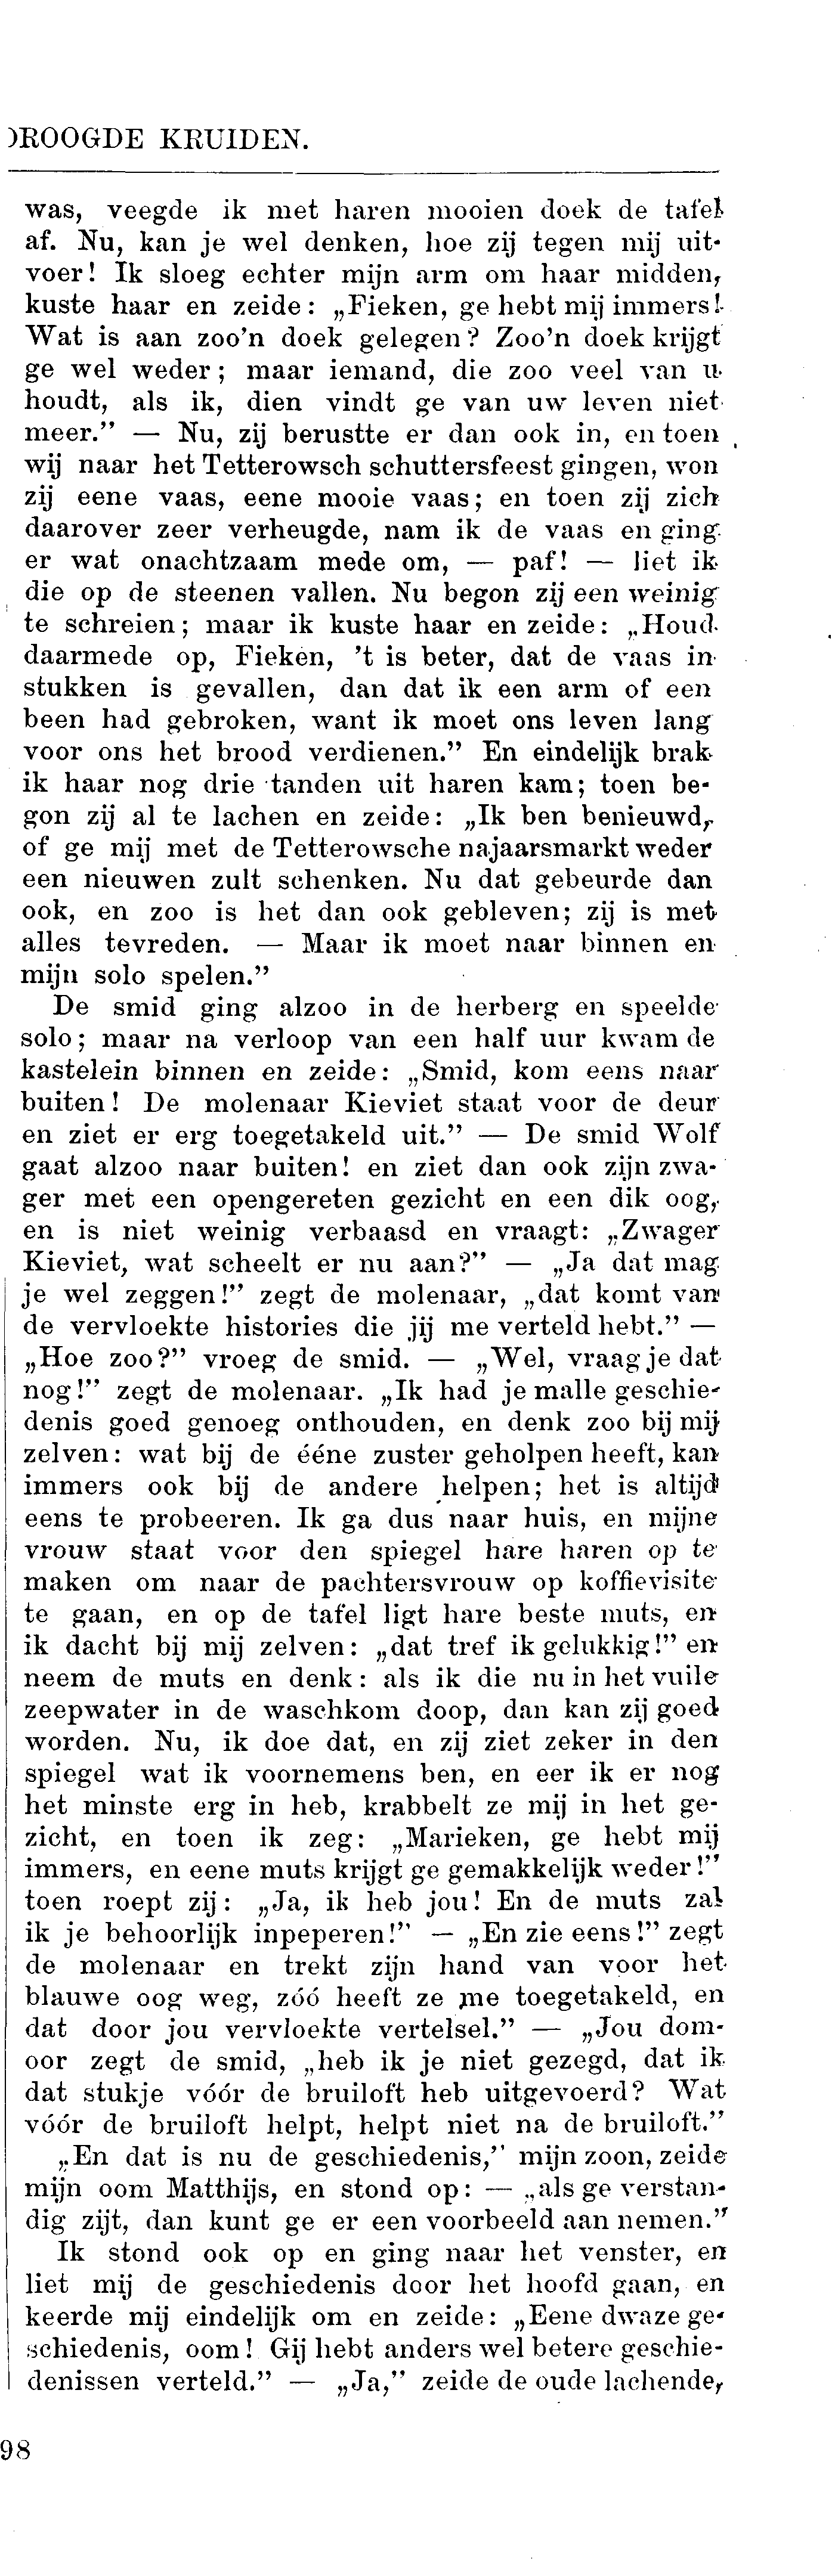 ROOGDE KRUIDEN.
was, veegde ik met haren mooien doek de tafel
af. Nu, kan je wel denken, hoe zij tegen mij uit-
voer! Ik sloeg echter mijn arm om haar midden,
kuste haar en zeide: „Fieken, ge hebt mij immers!
Wat is aan zoo'n doek gelegen? Zoo'n doek krijgt
ge wel weder; maar iemand, die zoo veel van u
houdt, als ik, dien vindt ge van uw leven niet
meer.” — Nu, zij berustte er dan ook in, en toen
wij naar het Tetterowsch schuttersfeest gingen, won
zij eene vaas, eene mooie vaas; en toen zij zich
daarover zeer verheugde, nam ik de vaas en ging
er wat onachtzaam mede om, — paf! — liet ik
die op de steenen vallen. Nu begon zij een weinig
te schreien; maar ik kuste haar en zeide: „Houd
daarmede op, Fieken, 't is beter, dat de vaas in
stukken is gevallen, dan dat ik een arm of een
been had gebroken, want ik moet ons leven lang
voor ons het brood verdienen.” En eindelijk brak
ik haar nog drie tanden uit haren kam; toen be-
gon zij al te lachen en zeide: „Ik ben benieuwd,
of ge mij met de Tetterowsche najaarsmarkt weder
een nieuwen zult schenken. Nu dat gebeurde dan
ook, en zoo is het dan ook gebleven; zij is met
alles tevreden. — Maar ik moet naar binnen en
mijn solo spelen.”
De smid ging alzoo in de herberg en speelde
solo; maar na verloop van een half uur kwam de
kastelein binnen en zeide: „Smid, kom eens naar
buiten! De molenaar Kieviet staat voor de deur
en ziet er erg toegetakeld uit.” — De smid Wolf
gaat alzoo naar buiten! en ziet dan ook zijn zwa-
ger met een opengereten gezicht en een dik oog,
en is niet weinig verbaasd en vraagt: „Zwager
Kieviet, wat scheelt er nu aan?” — „Ja dat mag
je wel zeggen!” zegt de molenaar, „dat komt van
de vervloekte histories die jij me verteld hebt.” —
„Hoe zoo?” vroeg de smid. — „Wel, vraag je dat
nog!” zegt de molenaar. „Ik had je malle geschie-
denis goed genoeg onthouden, en denk zoo bij mij
zelven: wat bij de ééne zuster geholpen heeft, kan
immers ook bij de andere helpen; het is altijd
eens te probeeren. Ik ga dus naar huis, en mijne
vrouw staat voor den spiegel hare haren op te
maken om naar de pachtersvrouw op koffievisite
te gaan, en op de tafel ligt hare beste muts, en
ik dacht bij mij zelven: „dat tref ik gelukkig!” en
neem de muts en denk: als ik die nu in het vuile
zeepwater in de waschkom doop, dan kan zij goed
worden. Nu, ik doe dat, en zij ziet zeker in den
spiegel wat ik voornemens ben, en eer ik er nog
het minste erg in heb, krabbelt ze mij in het ge-
zicht, en toen ik zeg: „Marieken, ge hebt mij
immers, en eene muts krijgt ge gemakkelijk weder!”
toen roept zij: „Ja, ik heb jou! En de muts zal
ik je behoorlijk inpeperen!” — „En zie eens!” zegt
de molenaar en trekt zijn hand van voor het
blauwe oog weg, zóó heeft ze me toegetakeld, en
dat door jou vervloekte vertelsel.” — „Jou dom-
oor zegt de smid, „heb ik je niet gezegd, dat ik
dat stukje vóór de bruiloft heb uitgevoerd? Wat
vóór de bruiloft helpt, helpt niet na de bruiloft.”
„En dat is nu de geschiedenis,” mijn zoon, zeide
mijn oom Matthijs, en stond op: — „als ge verstan-
dig zijt, dan kunt ge er een voorbeeld aan nemen.”
Ik stond ook op en ging naar het venster, en
liet mij de geschiedenis door het hoofd gaan, en
keerde mij eindelijk om en zeide: „Eene dwaze ge-
schiedenis, oom! Gij hebt anders wel betere geschie-
denissen verteld.” — „Ja,” zeide de oude lachende,
98